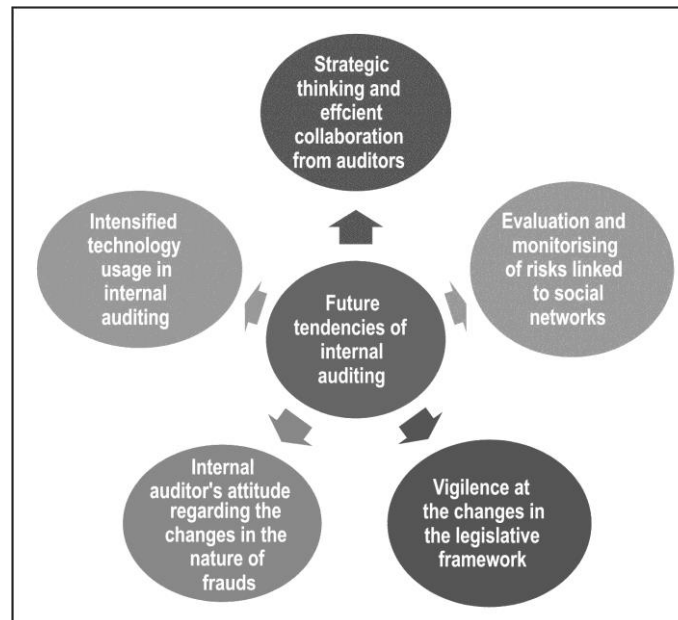 Strategic
thinking and
effcient
collaboration
from auditors
Intensified
technology
usage in
internal
auditing
Evaluation and
monitorising
of risks linked
to social
networks
Future
tendencies of
internal
auditing
Internal
auditor's attitude
regarding the
changes in the
nature of
frauds
Vigilence at
the changes in
the legislative
framework